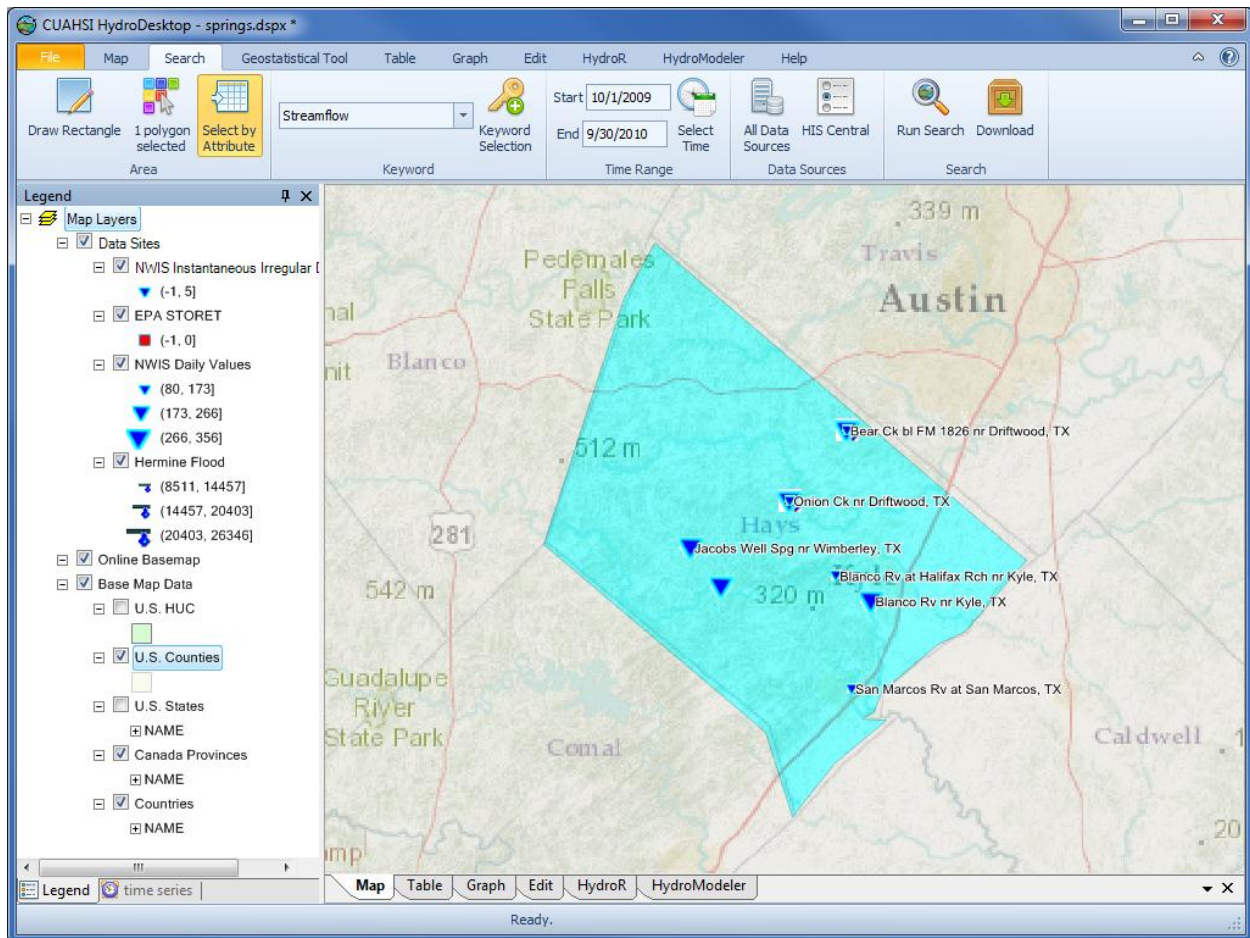 CUAHSI HydroDesktop - springs.dspx *
File Map Search Geostatistical Tool Table Graph Edit HydroR HydroModeler Help
Draw Rectangle
1 polygon selected
Select by Attribute
Area
Streamflow
Keyword Selection
Keyword
Start 10/1/2009
End 9/30/2010
Select Time
Time Range
All Data Sources
HIS Central
Data Sources
Run Search
Download
Search
Legend
Map Layers
Data Sites
NWIS Instantaneous Irregular
(-1, 5]
EPA STORET
(-1, 0]
NWIS Daily Values
(80, 173]
(173, 266]
(266, 356]
Hermine Flood
(8511, 14457]
(14457, 20403]
(20403, 26346]
Online Basemap
Base Map Data
U.S. HUC
U.S. Counties
U.S. States
NAME
Canada Provinces
NAME
Countries
NAME
Legend time series
339 m
Travis
Pedernales
Falls
State Park
Austin
nal
Blanco
nit
Bear Ck bl FM 1826 nr Driftwood, TX
512 m
Onion Ck nr Driftwood, TX
Hays
281
Jacobs Well Spg nr Wimberley, TX
Blanco Rv at Halifax Rch nr Kyle, TX
Kyle
542 m
320 m
Blanco Rv nr Kyle, TX
Guadalupe
River
State Park
San Marcos Rv at San Marcos, TX
Comal
Caldwell
1
20
mp
Map Table Graph Edit HydroR HydroModeler
Ready.